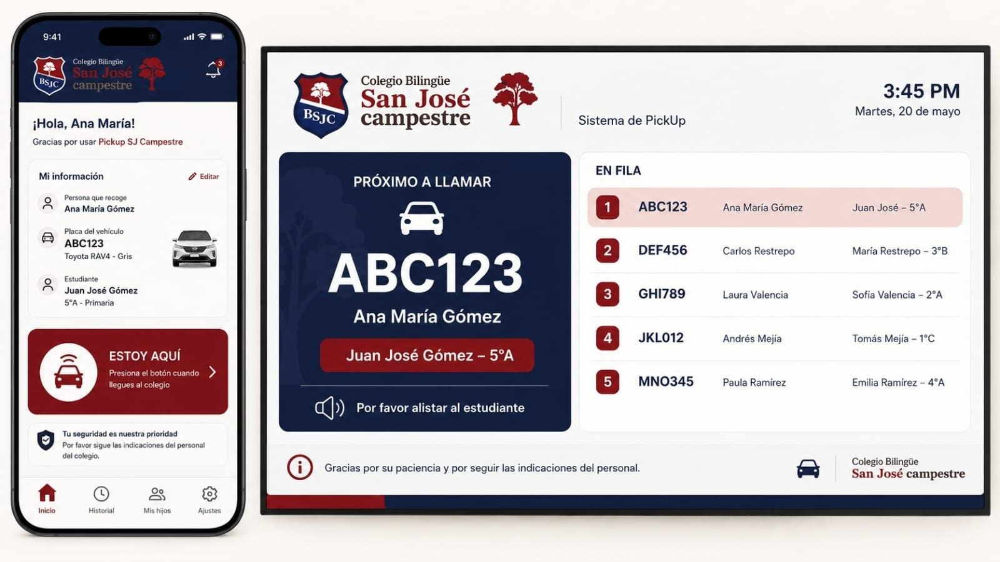 9:41
BSJC
Colegio Bilingüe
San José
campestre
3
¡Hola, Ana María!
Gracias por usar Pickup SJ Campestre
Mi información
Editar
Persona que recoge
Ana María Gómez
Placa del vehículo
ABC123
Toyota RAV4 - Gris
Estudiante
Juan José Gómez
5°A - Primaria
ESTOY AQUÍ
Presiona el botón cuando
llegues al colegio
Tu seguridad es nuestra prioridad
Por favor sigue las indicaciones del personal
del colegio.
Inicio
Historial
Mis hijos
Ajustes
BSJC
Colegio Bilingüe
San José
campestre
Sistema de PickUp
3:45 PM
Martes, 20 de mayo
PRÓXIMO A LLAMAR
ABC123
Ana María Gómez
Juan José Gómez – 5°A
Por favor alistar al estudiante
EN FILA
1 ABC123 Ana María Gómez Juan José – 5°A
2 DEF456 Carlos Restrepo María Restrepo – 3°B
3 GHI789 Laura Valencia Sofía Valencia – 2°A
4 JKL012 Andrés Mejía Tomás Mejía – 1°C
5 MNO345 Paula Ramírez Emilia Ramírez – 4°A
Gracias por su paciencia y por seguir las indicaciones del personal.
Colegio Bilingüe
San José campestre